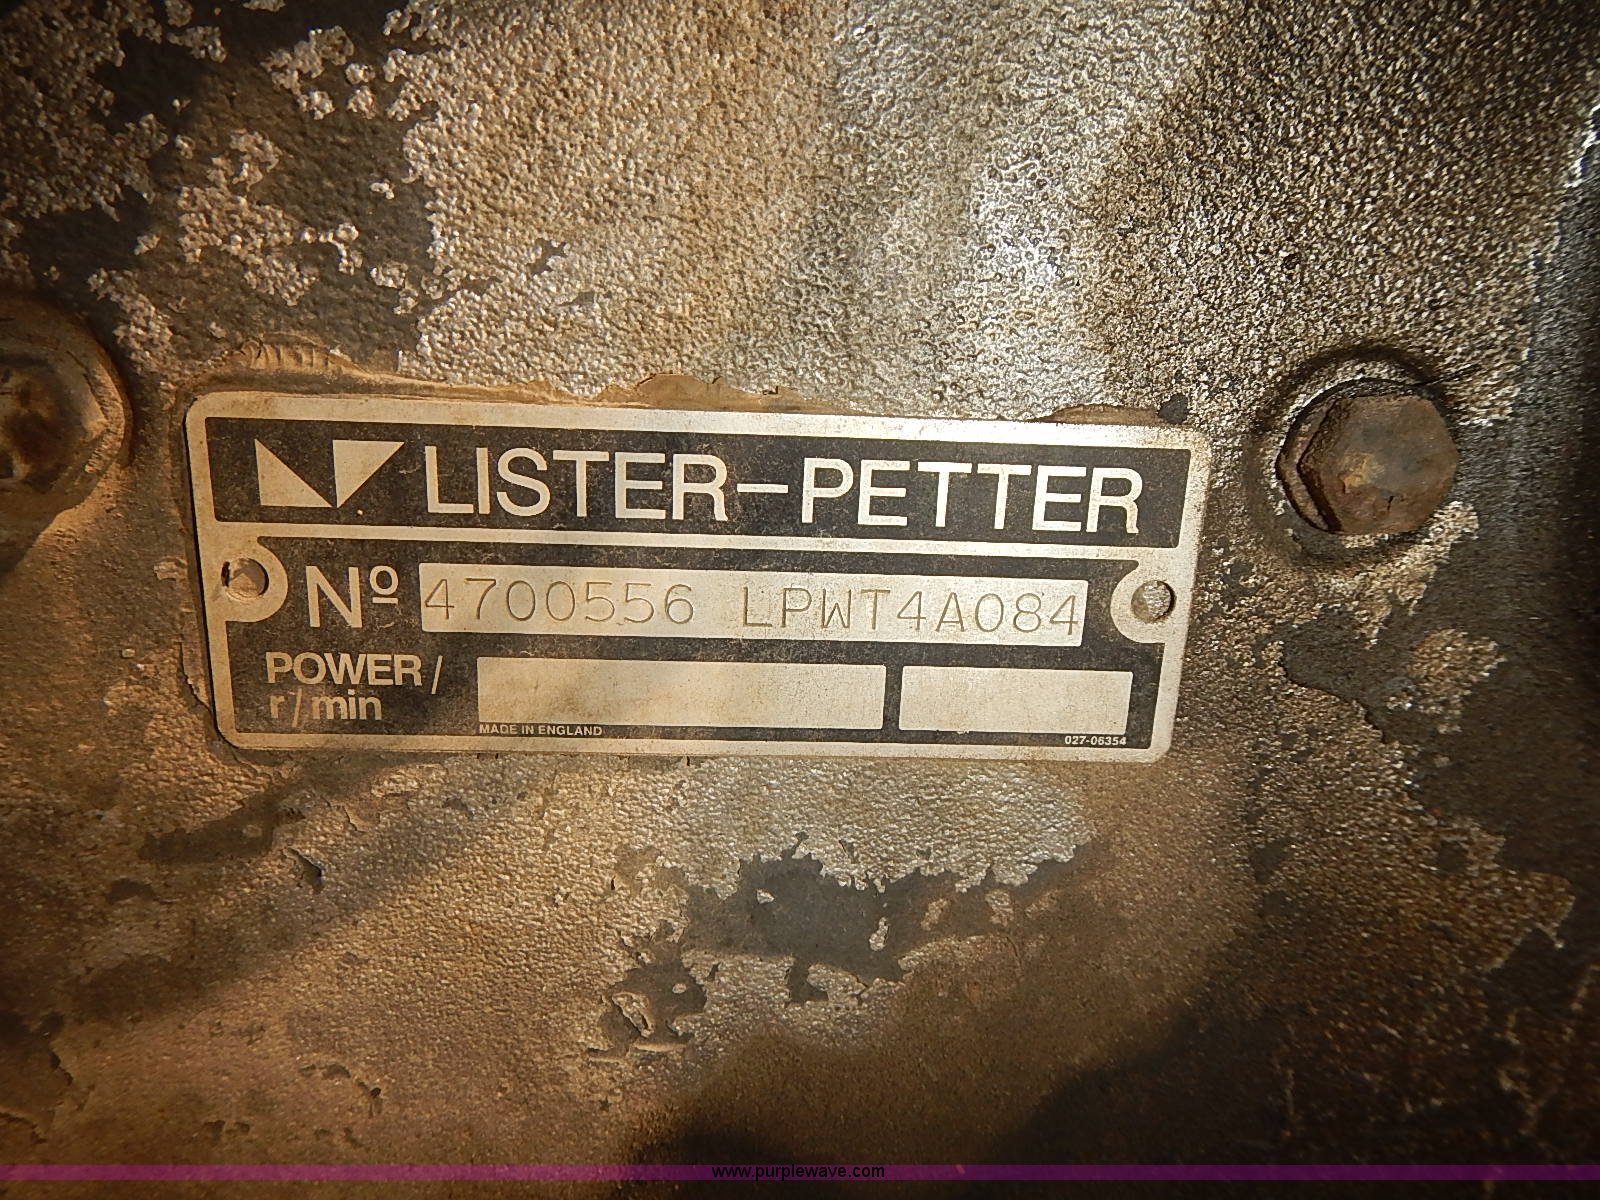 LISTER-PETTER
Nº 4700556 LPWT4A084
POWER/
r/min
MADE IN ENGLAND
027-06354
www.purplewave.com